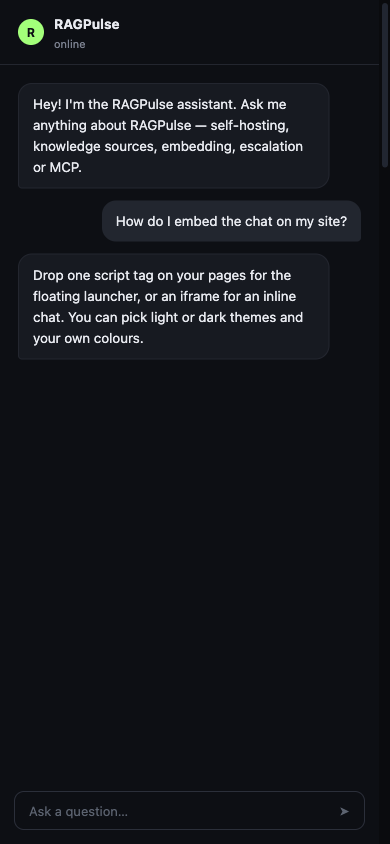 R
RAGPulse
online
Hey! I'm the RAGPulse assistant. Ask me
anything about RAGPulse — self-hosting,
knowledge sources, embedding, escalation
or MCP.
How do I embed the chat on my site?
Drop one script tag on your pages for the
floating launcher, or an iframe for an inline
chat. You can pick light or dark themes and
your own colours.
Ask a question...